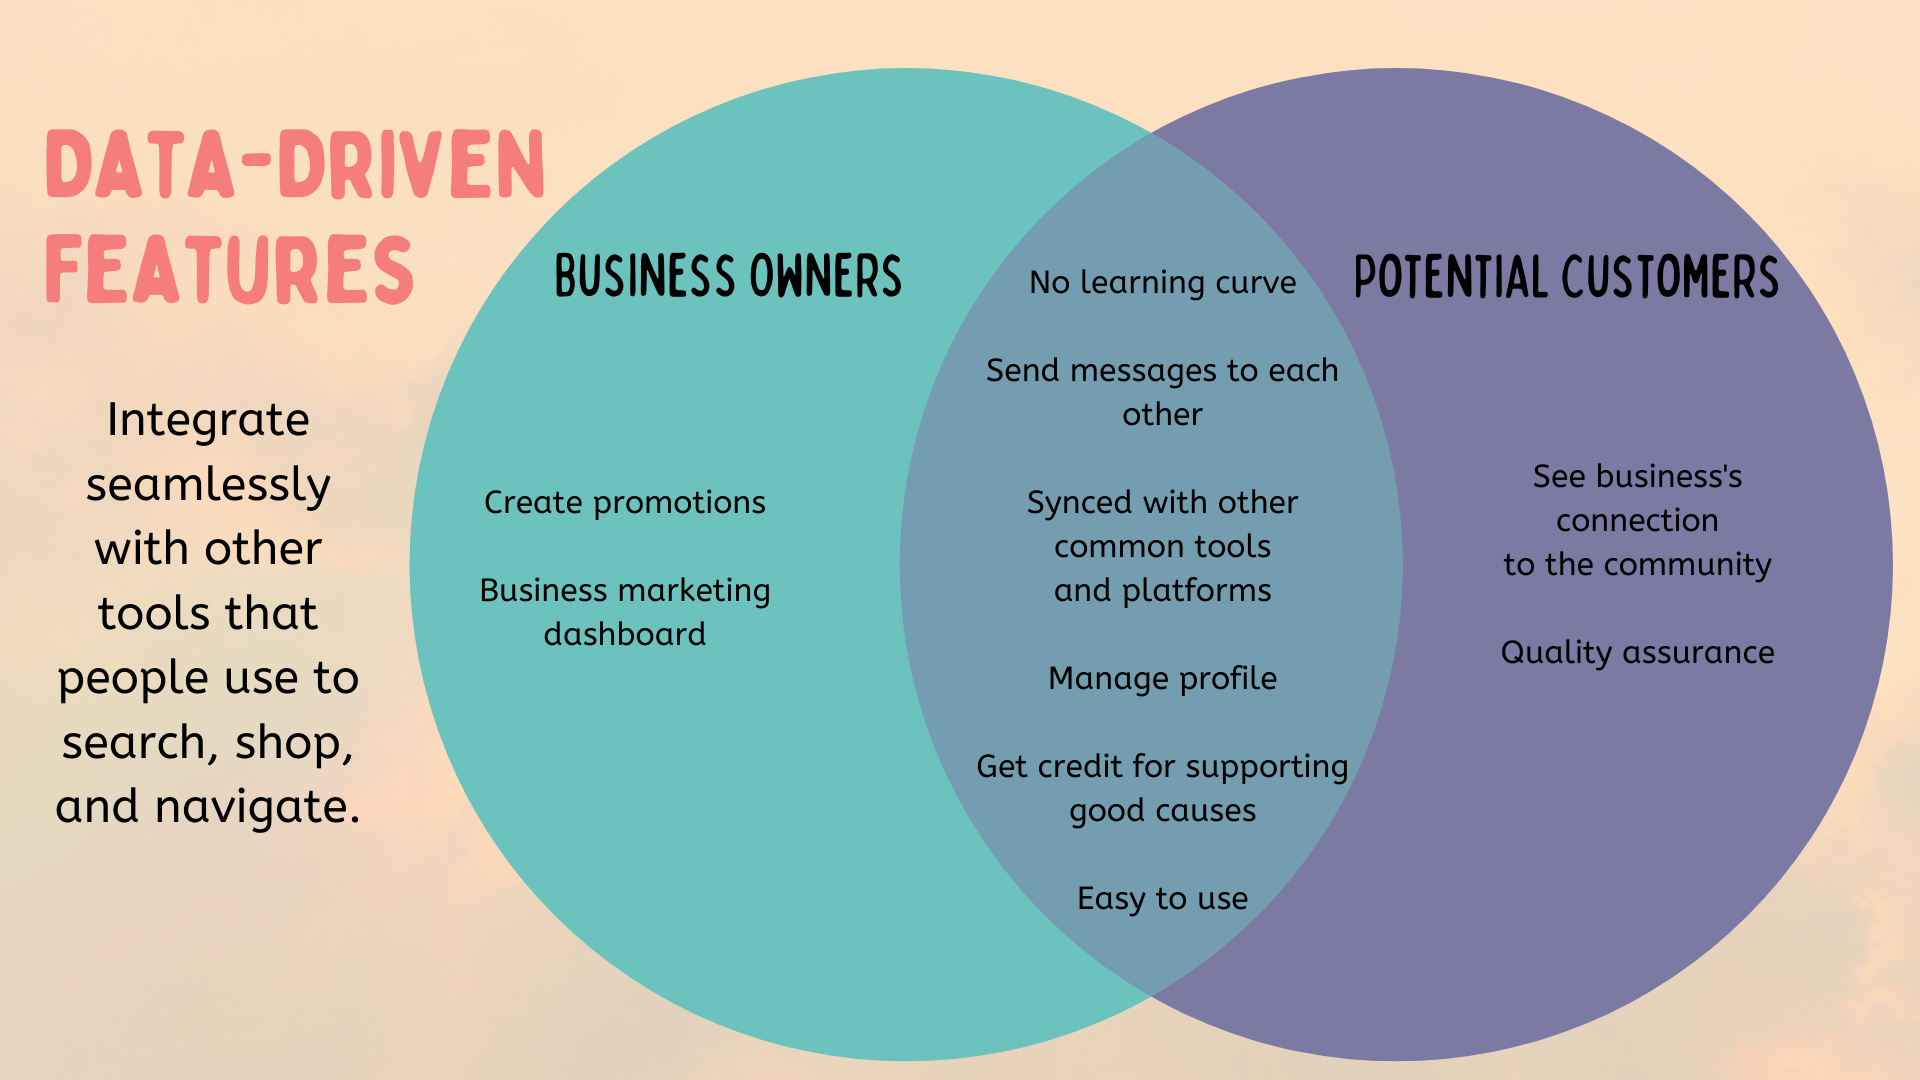 DATA-DRIVEN
FEATURES
Integrate
seamlessly
with other
tools that
people use to
search, shop,
and navigate.
BUSINESS OWNERS
Create promotions
Business marketing
dashboard
No learning curve
Send messages to each
other
Synced with other
common tools
and platforms
Manage profile
Get credit for supporting
good causes
Easy to use
POTENTIAL CUSTOMERS
See business's
connection
to the community
Quality assurance